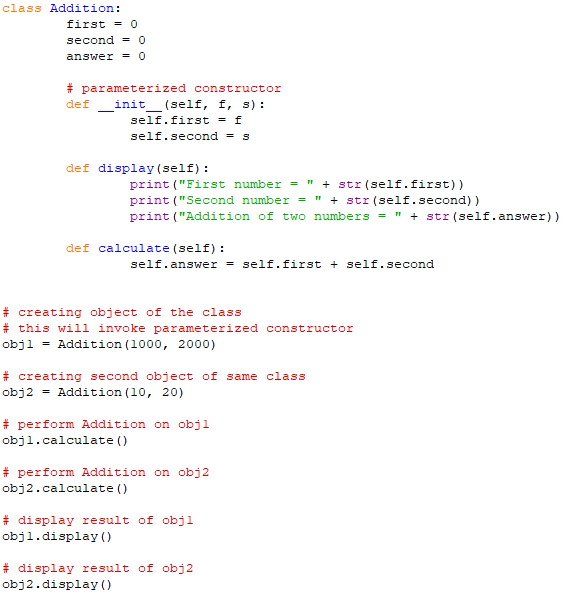 class Addition:
        first = 0
        second = 0
        answer = 0

        # parameterized constructor
        def __init__(self, f, s):
                self.first = f
                self.second = s

        def display(self):
                print("First number = " + str(self.first))
                print("Second number = " + str(self.second))
                print("Addition of two numbers = " + str(self.answer))

        def calculate(self):
                self.answer = self.first + self.second

# creating object of the class
# this will invoke parameterized constructor
obj1 = Addition(1000, 2000)

# creating second object of same class
obj2 = Addition(10, 20)

# perform Addition on obj1
obj1.calculate()

# perform Addition on obj2
obj2.calculate()

# display result of obj1
obj1.display()

# display result of obj2
obj2.display()